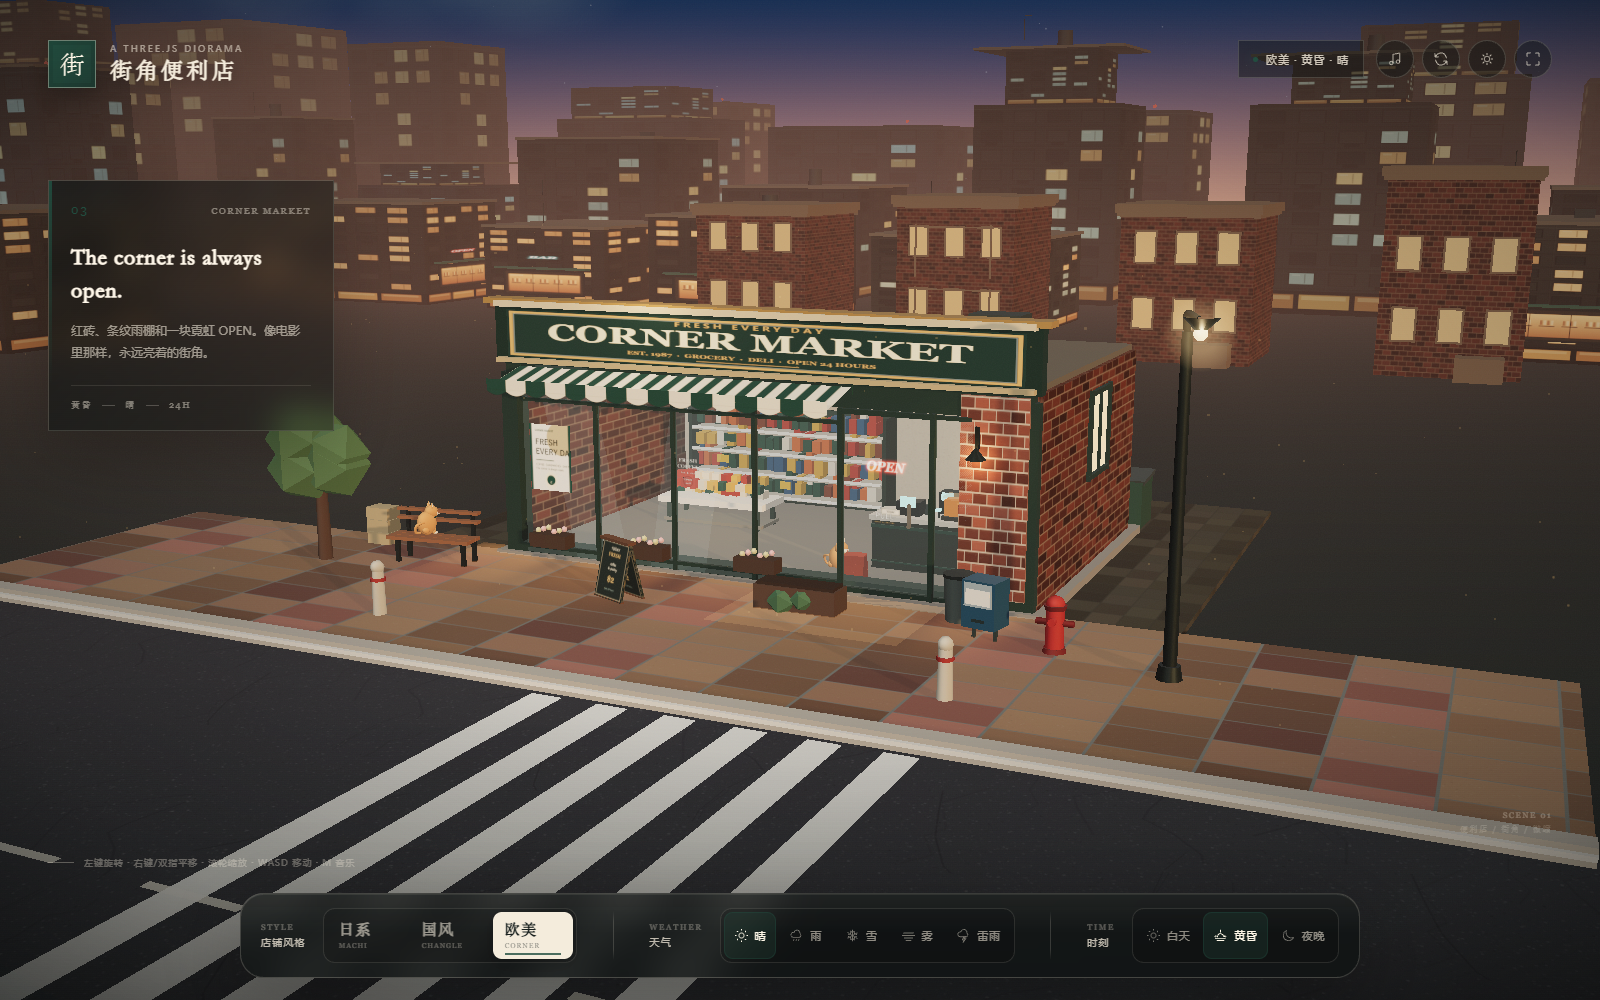 街
A THREE.JS DIORAMA
街角便利店
欧美 · 黄昏 · 晴
03
CORNER MARKET
The corner is always
open.
红砖、条纹雨棚和一块霓虹 OPEN。像电影
里那样，永远亮着的街角。
黄昏 — 晴 — 24H
FRESH EVERY DAY
CORNER MARKET
EST. 1987 · GROCERY · DELI · OPEN 24 HOURS
FRESH
EVERY DAY
OPEN
SCENE 01
左键旋转 · 右键/双指平移 · 滚轮缩放 · WASD 移动 · M 音乐
STYLE
店铺风格
日系
MACHI
国风
CHANGLE
欧美
CORNER
WEATHER
天气
晴
雨
雪
雾
雷雨
TIME
时刻
白天
黄昏
夜晚